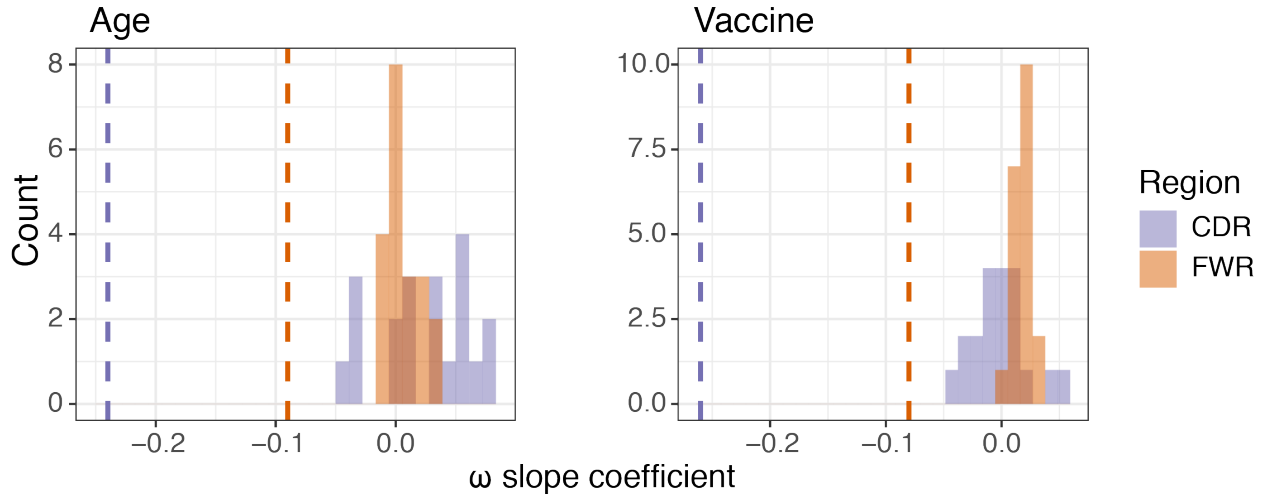 Age
Vaccine
Count
8
6
4
2
0
10.0
7.5
5.0
2.5
0.0
−0.2
−0.1
0.0
−0.2
−0.1
0.0
ω slope coefficient
Region
CDR
FWR